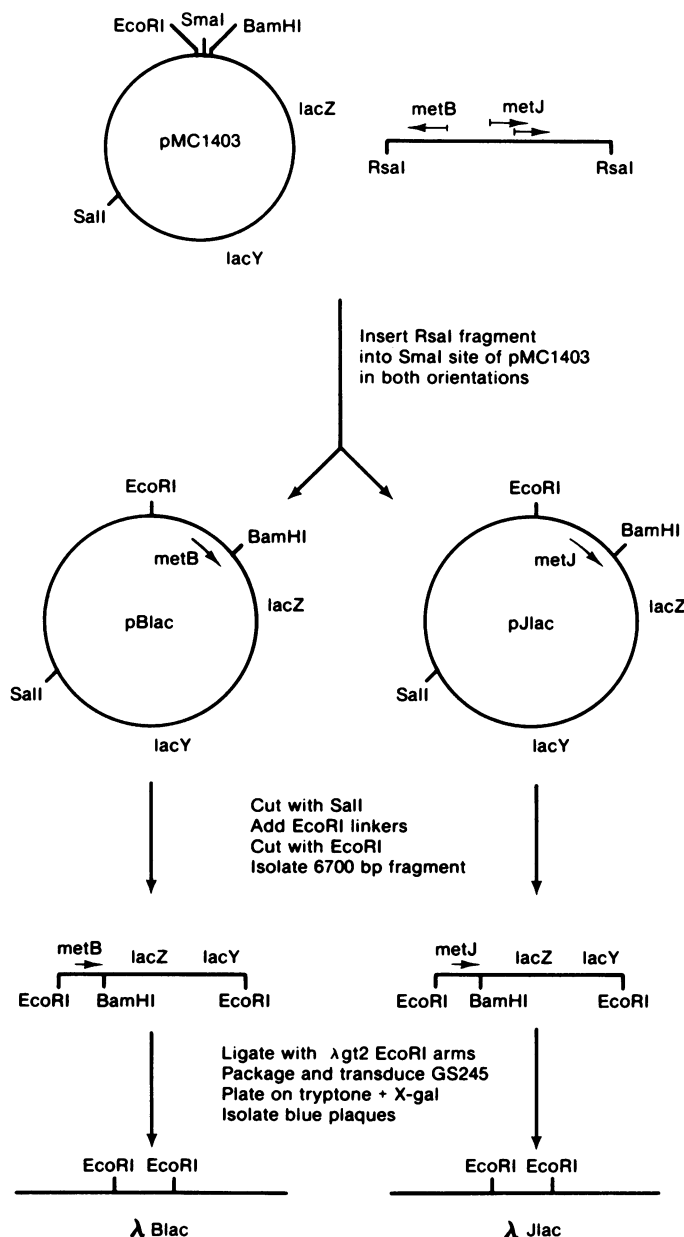 EcoRI SmaI BamHI
lacZ
pMC1403
SalI
lacY
metB metJ
RsaI RsaI
Insert RsaI fragment
into SmaI site of pMC1403
in both orientations
EcoRI
BamHI
metB
lacZ
pBlac
SalI
lacY
EcoRI
BamHI
metJ
lacZ
pJlac
SalI
lacY
Cut with SalI
Add EcoRI linkers
Cut with EcoRI
Isolate 6700 bp fragment
metB lacZ lacY
EcoRI BamHI EcoRI
metJ lacZ lacY
EcoRI BamHI EcoRI
Ligate with λgt2 EcoRI arms
Package and transduce GS245
Plate on tryptone + X-gal
Isolate blue plaques
EcoRI EcoRI
λ Blac
EcoRI EcoRI
λ Jlac